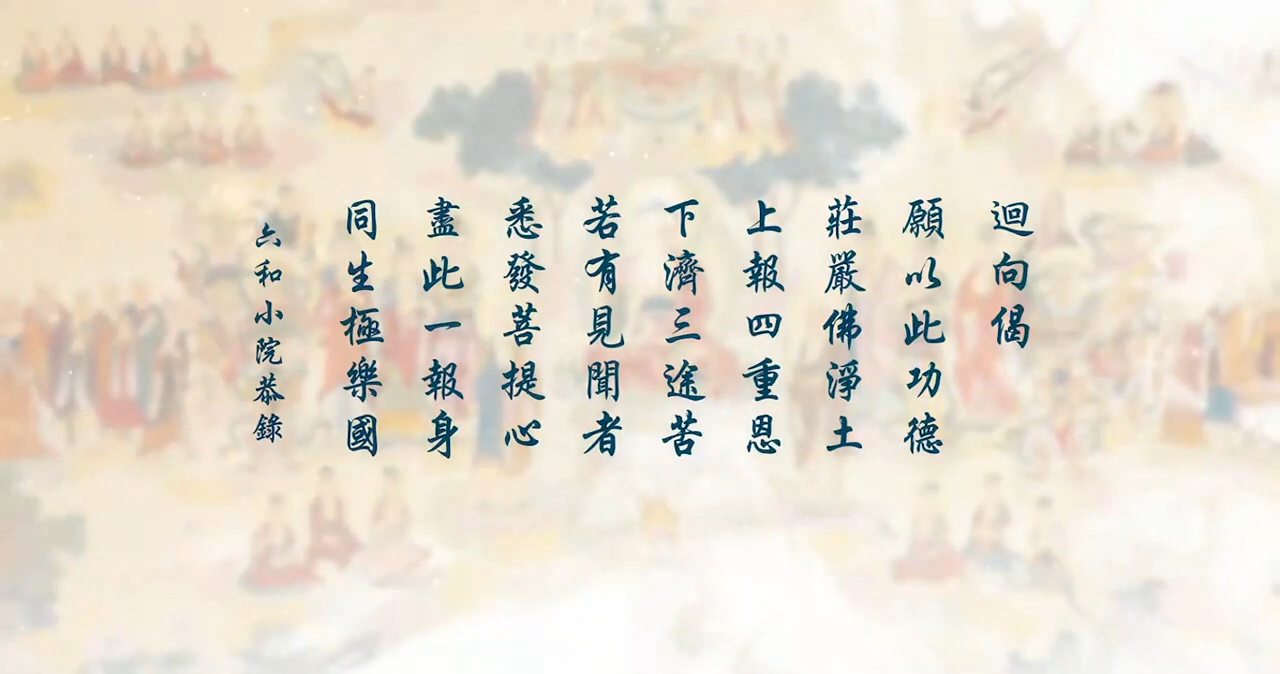 迴向偈
願以此功德
莊嚴佛淨土
上報四重恩
下濟三途苦
若有見聞者
悉發菩提心
盡此一報身
同生極樂國
六和小院恭錄